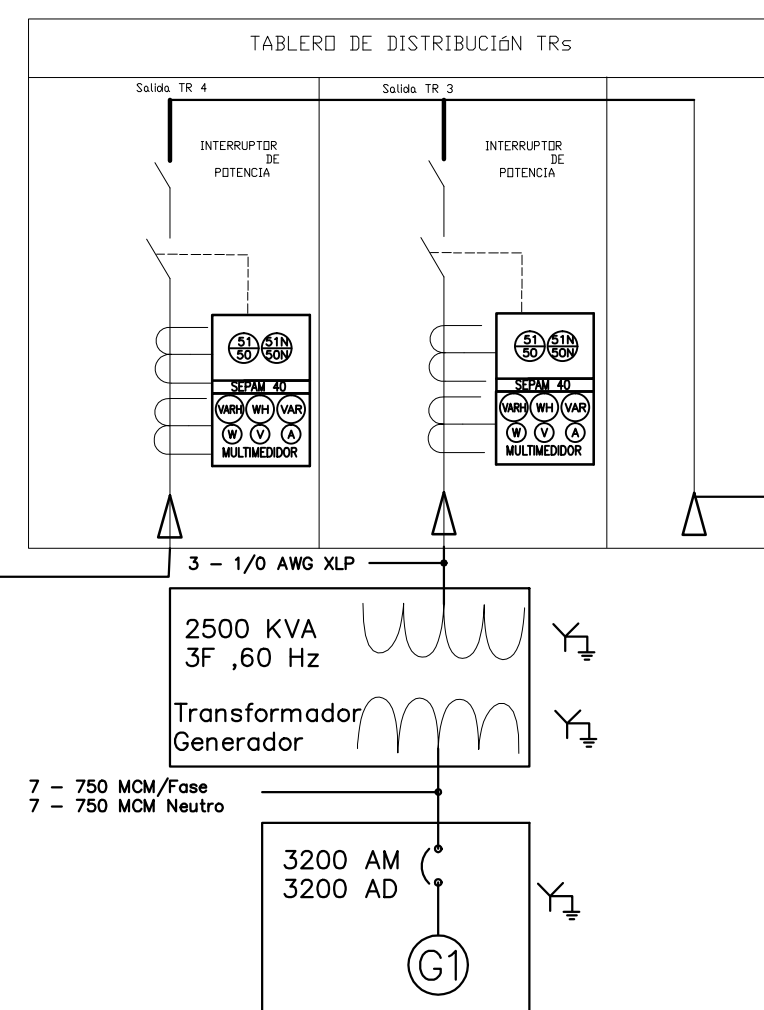 TABLERO DE DISTRIBUCIóN TRs
Salida TR 4
Salida TR 3
INTERRUPTOR
DE
POTENCIA
INTERRUPTOR
DE
POTENCIA
51
50
51N
50N
SEPAM 40
VARH
WH
VAR
W
V
A
MULTIMEDIDOR
51
50
51N
50N
SEPAM 40
VARH
WH
VAR
W
V
A
MULTIMEDIDOR
3 - 1/0 AWG XLP
2500 KVA
3F ,60 Hz
Transformador
Generador
7 - 750 MCM/Fase
7 - 750 MCM Neutro
3200 AM
3200 AD
G1